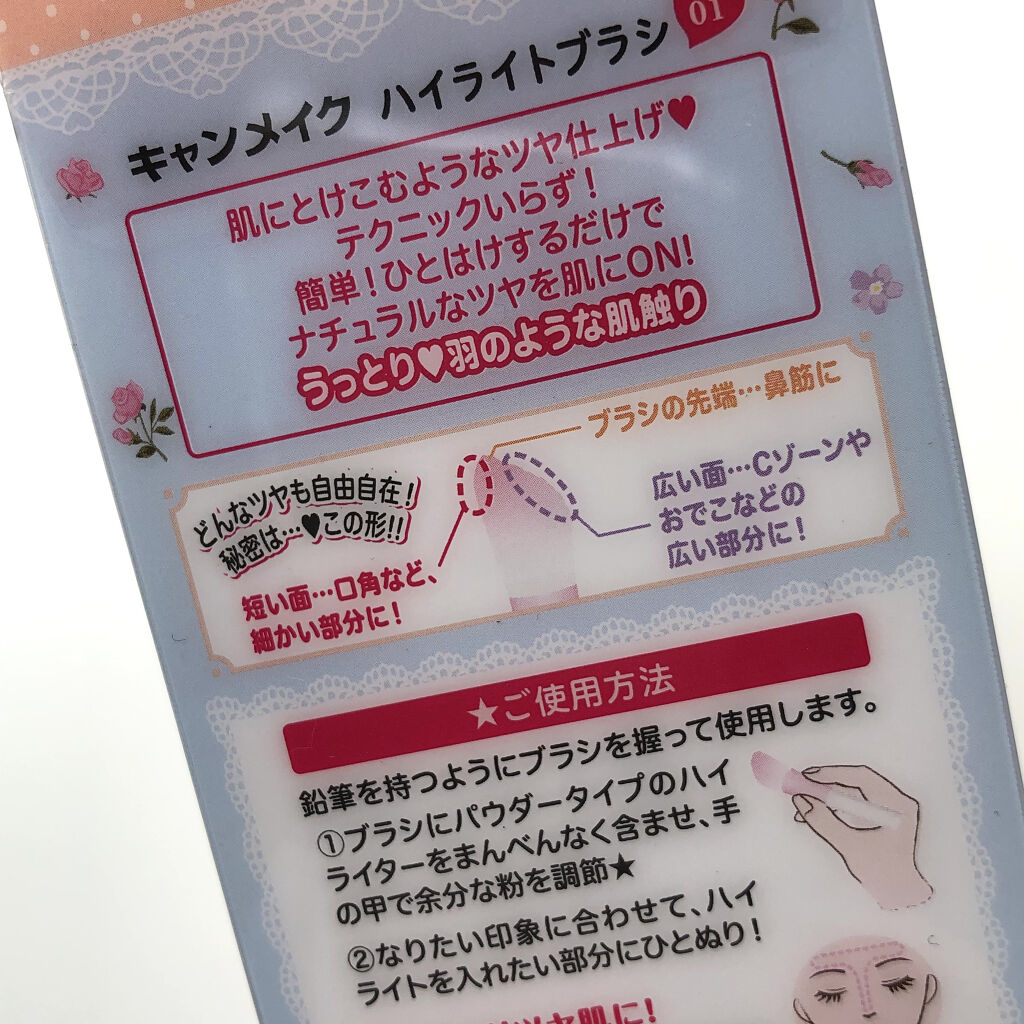 01
キャンメイク ハイライトブラシ
肌にとけこむようなツヤ仕上げ♥
テクニックいらず!
簡単!ひとはけするだけで
ナチュラルなツヤを肌にON!
うっとり♥羽のような肌触り
ブラシの先端…鼻筋に
どんなツヤも自由自在!
秘密は…♥この形!!
広い面…Cゾーンや
おでこなどの
広い部分に!
短い面…口角など、
細かい部分に!
★ご使用方法
鉛筆を持つようにブラシを握って使用します。
①ブラシにパウダータイプのハイ
ライターをまんべんなく含ませ、手
の甲で余分な粉を調節★
②なりたい印象に合わせて、ハイ
ライトを入れたい部分にひとぬり!
ツヤ肌に!